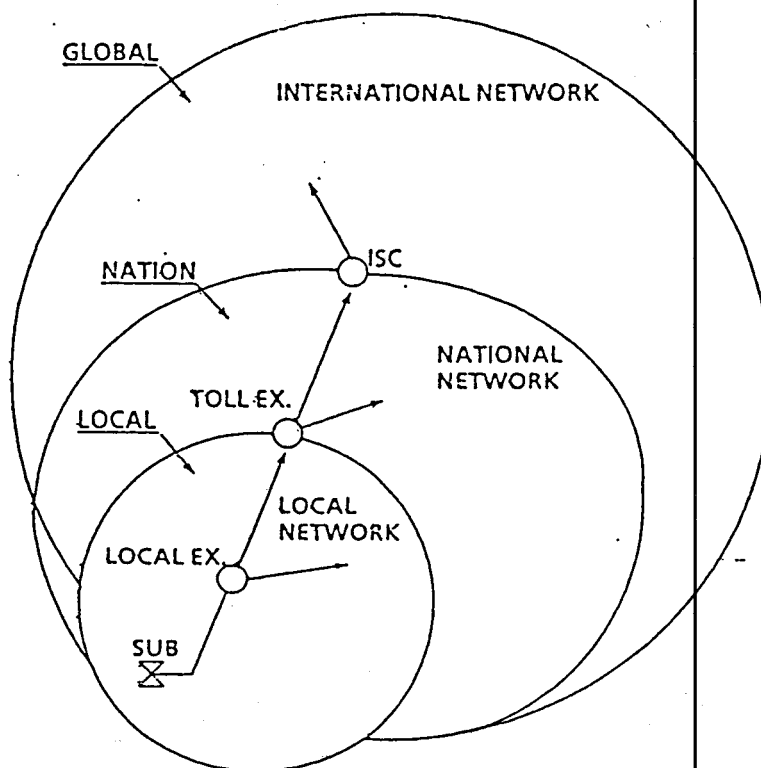 GLOBAL
INTERNATIONAL NETWORK
ISC
NATION
NATIONAL
NETWORK
TOLL EX.
LOCAL
LOCAL
NETWORK
LOCAL EX.
SUB